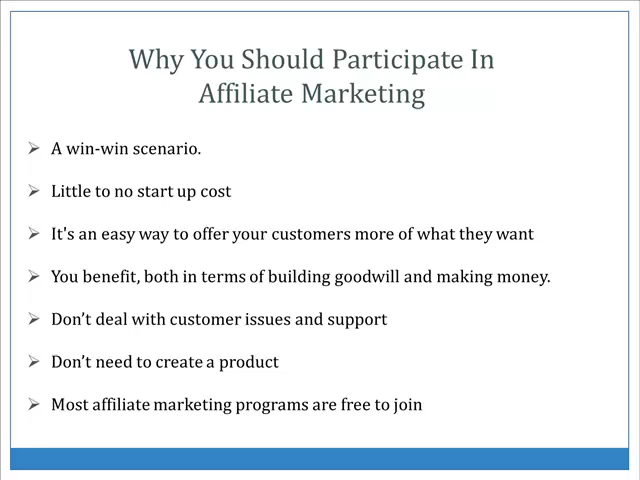 Why You Should Participate In
Affiliate Marketing
A win-win scenario.
Little to no start up cost
It's an easy way to offer your customers more of what they want
You benefit, both in terms of building goodwill and making money.
Don’t deal with customer issues and support
Don’t need to create a product
Most affiliate marketing programs are free to join